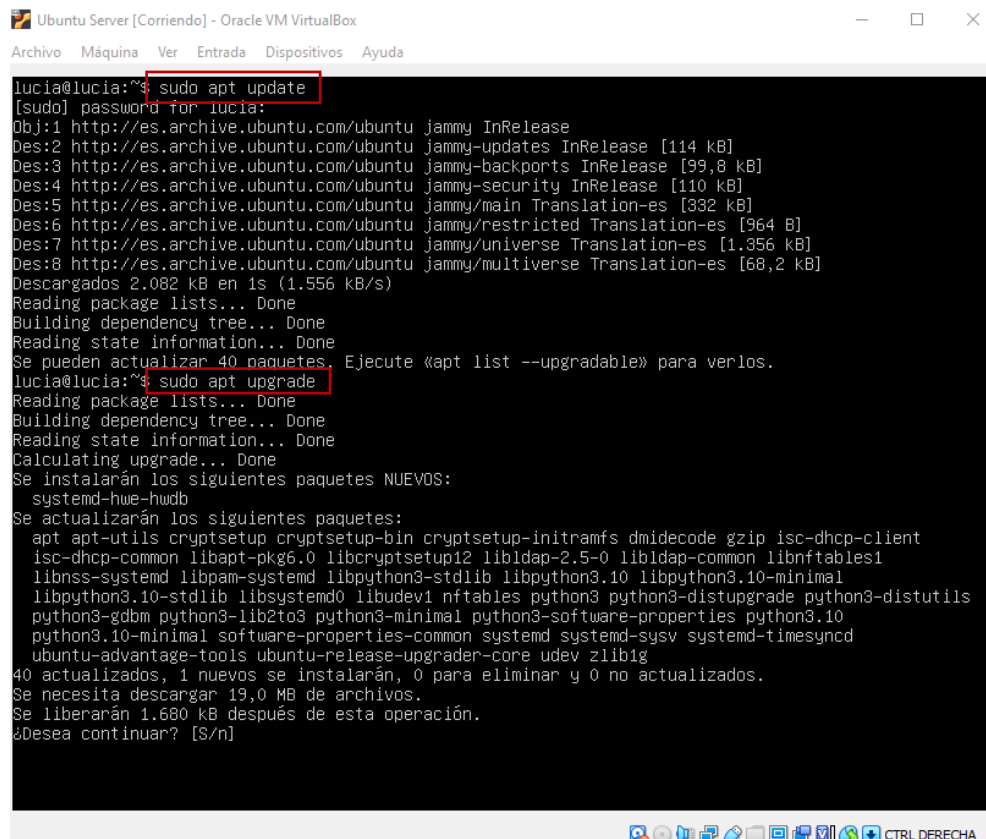 Ubuntu Server [Corriendo] - Oracle VM VirtualBox
Archivo Máquina Ver Entrada Dispositivos Ayuda
lucia@lucia:~$ sudo apt update
[sudo] password for lucia:
Obj:1 http://es.archive.ubuntu.com/ubuntu jammy InRelease
Des:2 http://es.archive.ubuntu.com/ubuntu jammy-updates InRelease [114 kB]
Des:3 http://es.archive.ubuntu.com/ubuntu jammy-backports InRelease [99,8 kB]
Des:4 http://es.archive.ubuntu.com/ubuntu jammy-security InRelease [110 kB]
Des:5 http://es.archive.ubuntu.com/ubuntu jammy/main Translation-es [332 kB]
Des:6 http://es.archive.ubuntu.com/ubuntu jammy/restricted Translation-es [964 B]
Des:7 http://es.archive.ubuntu.com/ubuntu jammy/universe Translation-es [1.356 kB]
Des:8 http://es.archive.ubuntu.com/ubuntu jammy/multiverse Translation-es [68,2 kB]
Descargados 2.082 kB en 1s (1.556 kB/s)
Reading package lists... Done
Building dependency tree... Done
Reading state information... Done
Se pueden actualizar 40 paquetes. Ejecute «apt list --upgradable» para verlos.
lucia@lucia:~$ sudo apt upgrade
Reading package lists... Done
Building dependency tree... Done
Reading state information... Done
Calculating upgrade... Done
Se instalarán los siguientes paquetes NUEVOS:
systemd-hwe-hwdb
Se actualizarán los siguientes paquetes:
apt apt-utils cryptsetup cryptsetup-bin cryptsetup-initramfs dmidecode gzip isc-dhcp-client
isc-dhcp-common libapt-pkg6.0 libcryptsetup12 libldap-2.5-0 libldap-common libnftables1
libnss-systemd libpam-systemd libpython3-stdlib libpython3.10 libpython3.10-minimal
libpython3.10-stdlib libsystemd0 libudev1 nftables python3 python3-distupgrade python3-distutils
python3-gdbm python3-lib2to3 python3-minimal python3-software-properties python3.10
python3.10-minimal software-properties-common systemd systemd-sysv systemd-timesyncd
ubuntu-advantage-tools ubuntu-release-upgrader-core udev zlib1g
40 actualizados, 1 nuevos se instalarán, 0 para eliminar y 0 no actualizados.
Se necesita descargar 19,0 MB de archivos.
Se liberarán 1.680 kB después de esta operación.
¿Desea continuar? [S/n]
CTRL DERECHA